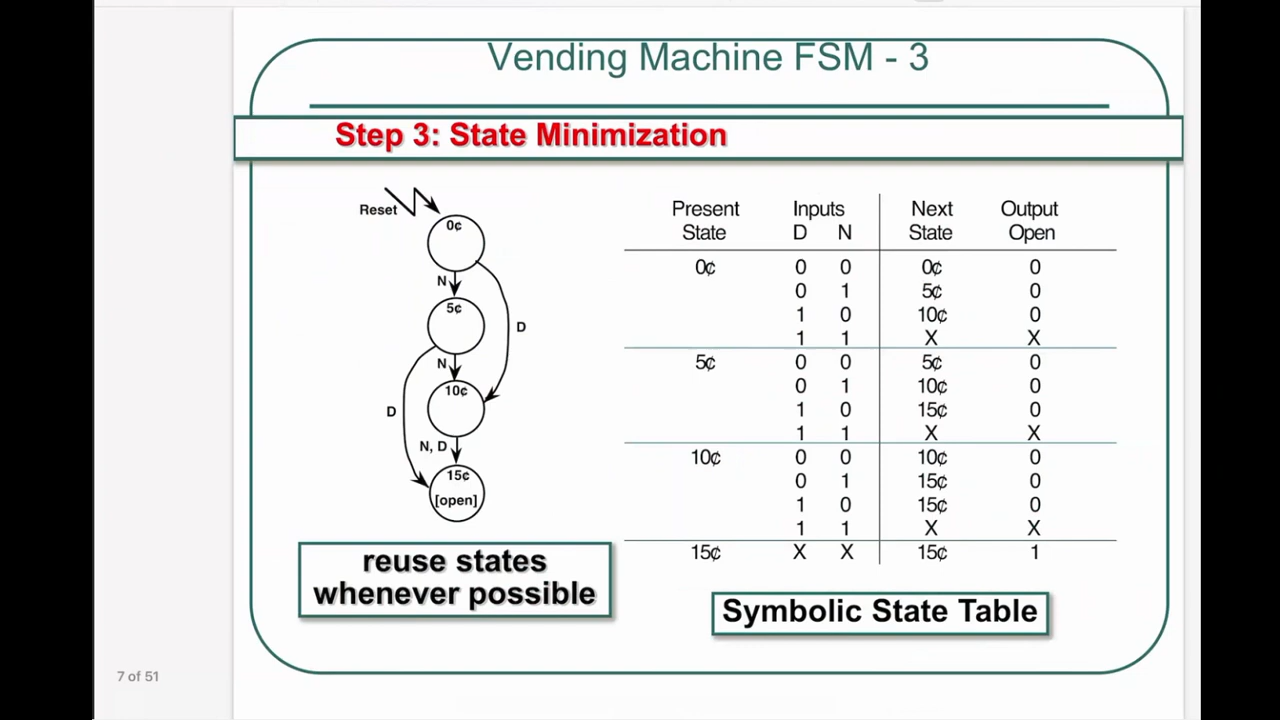 Vending Machine FSM - 3
Step 3: State Minimization
Reset
0¢
N
5¢
D
N
10¢
D
N, D
15¢
[open]
reuse states
whenever possible
Present Inputs Next Output
State D N State Open
0¢ 0 0 0¢ 0
0 1 5¢ 0
1 0 10¢ 0
1 1 X X
5¢ 0 0 5¢ 0
0 1 10¢ 0
1 0 15¢ 0
1 1 X X
10¢ 0 0 10¢ 0
0 1 15¢ 0
1 0 15¢ 0
1 1 X X
15¢ X X 15¢ 1
Symbolic State Table
7 of 51